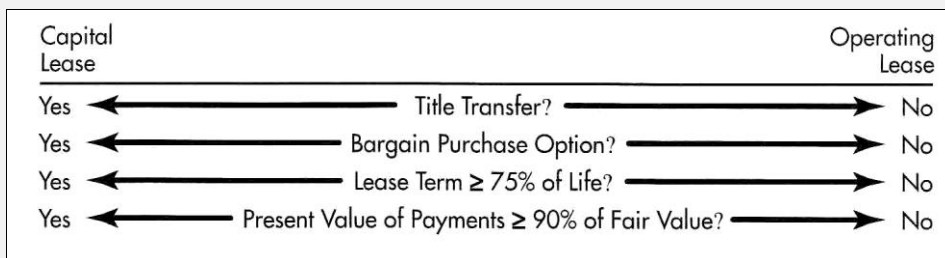 Capital
Lease
Operating
Lease
Yes Title Transfer? No
Yes Bargain Purchase Option? No
Yes Lease Term ≥ 75% of Life? No
Yes Present Value of Payments ≥ 90% of Fair Value? No